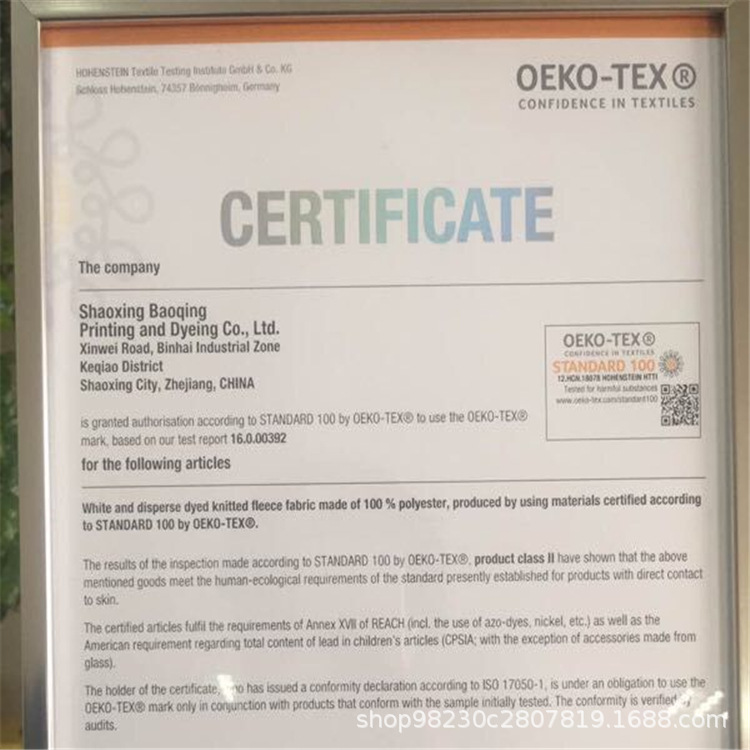 HOHENSTEIN Textile Testing Institute GmbH & Co. KG
Schloss Hohenstein, 74357 Bönnigheim, Germany
OEKO-TEX®
CONFIDENCE IN TEXTILES
CERTIFICATE
The company
Shaoxing Baoqing
Printing and Dyeing Co., Ltd.
Xinwei Road, Binhai Industrial Zone
Keqiao District
Shaoxing City, Zhejiang, CHINA
OEKO-TEX®
CONFIDENCE IN TEXTILES
STANDARD 100
12.HCN.18078 HOHENSTEIN HTTI
Tested for harmful substances
www.oeko-tex.com/standard100
is granted authorisation according to STANDARD 100 by OEKO-TEX® to use the OEKO-TEX®
mark, based on our test report 16.0.00392
for the following articles
White and disperse dyed knitted fleece fabric made of 100 % polyester, produced by using materials certified according
to STANDARD 100 by OEKO-TEX®.
The results of the inspection made according to STANDARD 100 by OEKO-TEX®, product class II have shown that the above
mentioned goods meet the human-ecological requirements of the standard presently established for products with direct contact
to skin.
The certified articles fulfil the requirements of Annex XVII of REACH (incl. the use of azo-dyes, nickel, etc.) as well as the
American requirement regarding total content of lead in children's articles (CPSIA; with the exception of accessories made from
glass).
The holder of the certificate, who has issued a conformity declaration according to ISO 17050-1, is under an obligation to use the
OEKO-TEX® mark only in conjunction with products that conform with the sample initially tested. The conformity is verified by
audits.
shop98230c2807819.1688.com